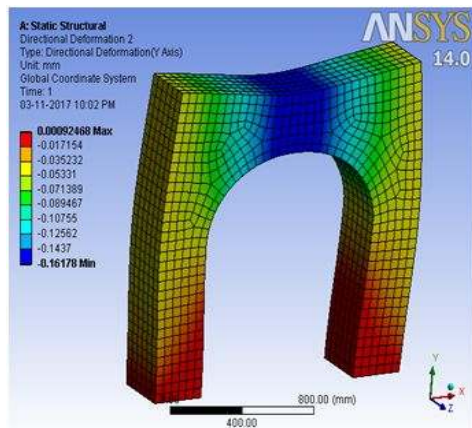 A: Static Structural
Directional Deformation 2
Type: Directional Deformation(Y Axis)
Unit: mm
Global Coordinate System
Time: 1
03-11-2017 10:02 PM
ANSYS
14.0
0.00092468 Max
-0.017154
-0.035232
-0.05331
-0.071389
-0.089467
-0.10755
-0.12562
-0.1437
-0.16178 Min
800.00 (mm)
400.00
Y
X
Z